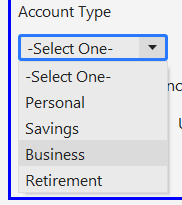 Account Type
-Select One-
-Select One-
Personal
Savings
Business
Retirement